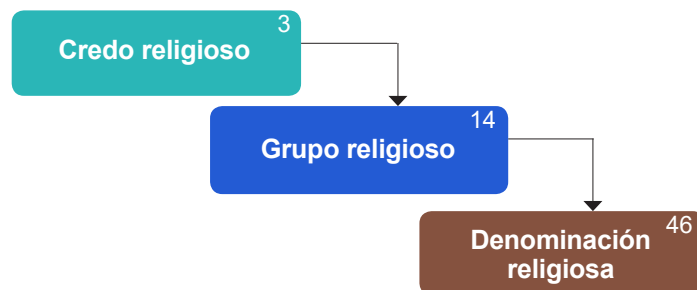 3
Credo religioso
14
Grupo religioso
46
Denominación
religiosa